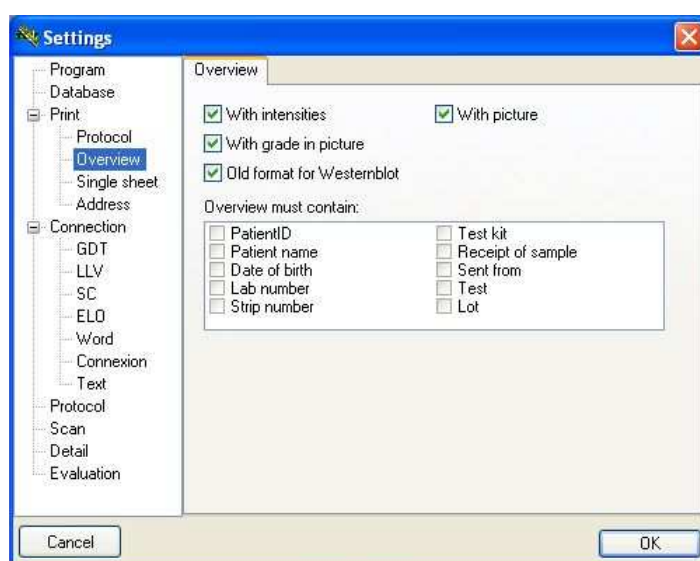 Settings
Program
Database
Print
Protocol
Overview
Single sheet
Address
Connection
GDT
LLV
SC
ELO
Word
Connexion
Text
Protocol
Scan
Detail
Evaluation
Overview
With intensities
With picture
With grade in picture
Old format for Westernblot
Overview must contain:
PatientID
Patient name
Date of birth
Lab number
Strip number
Test kit
Receipt of sample
Sent from
Test
Lot
Cancel
OK